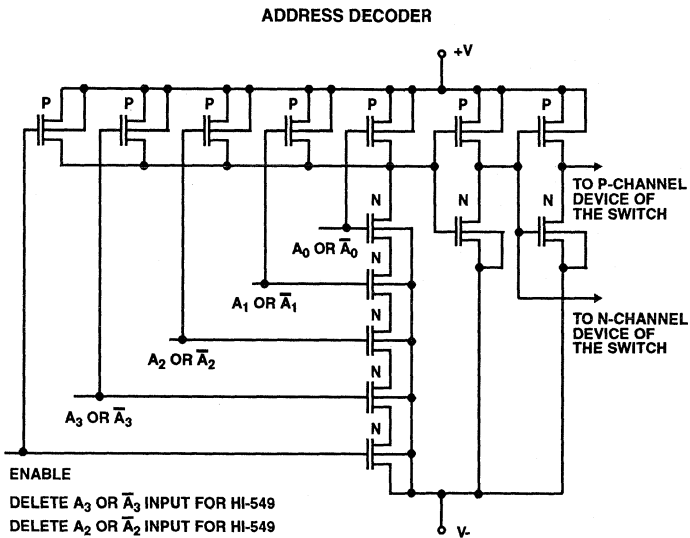 ADDRESS DECODER
+V
P
P
P
P
P
P
P
TO P-CHANNEL
DEVICE OF
THE SWITCH
N
N
N
A0 OR A̅0
N
A1 OR A̅1
TO N-CHANNEL
DEVICE OF
THE SWITCH
N
A2 OR A̅2
N
A3 OR A̅3
N
ENABLE
DELETE A3 OR A̅3 INPUT FOR HI-549
DELETE A2 OR A̅2 INPUT FOR HI-549
V-